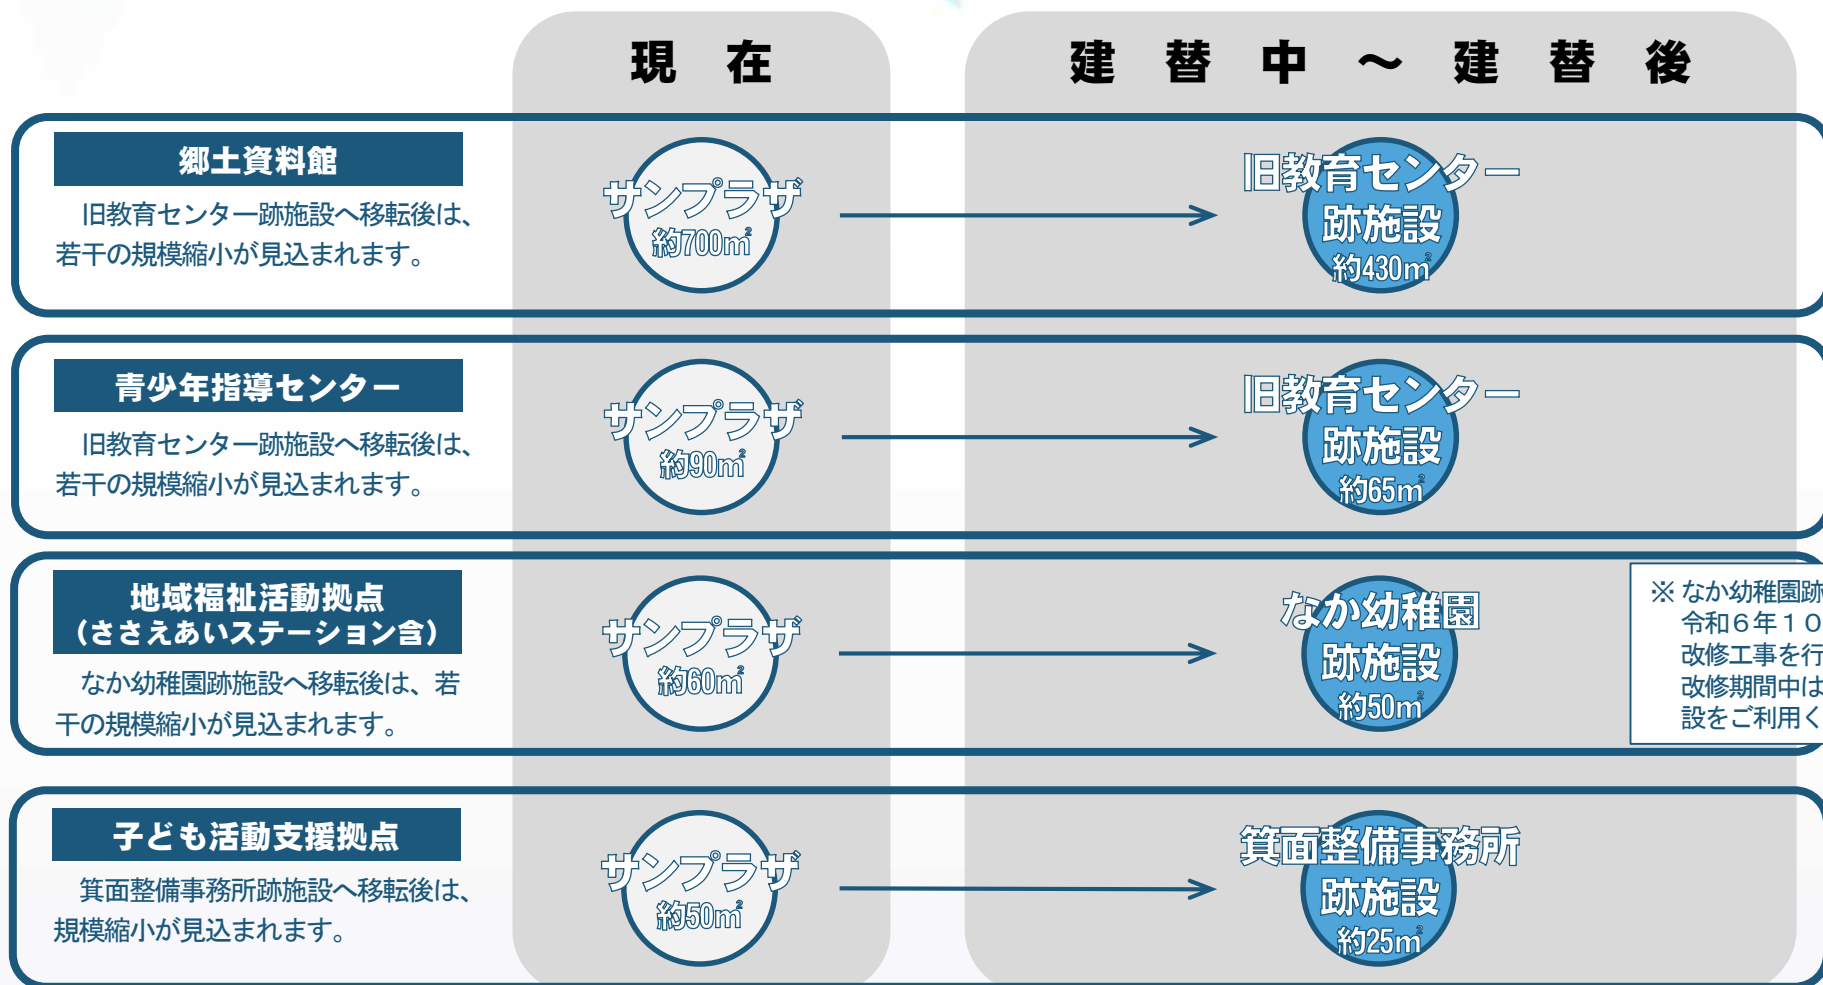 現在
建替中～建替後
郷土資料館
旧教育センター跡施設へ移転後は、
若干の規模縮小が見込まれます。
サンプラザ
約700㎡
旧教育センター
跡施設
約430㎡
青少年指導センター
旧教育センター跡施設へ移転後は、
若干の規模縮小が見込まれます。
サンプラザ
約90㎡
旧教育センター
跡施設
約65㎡
地域福祉活動拠点
（ささえあいステーション含）
なか幼稚園跡施設へ移転後は、若
干の規模縮小が見込まれます。
サンプラザ
約60㎡
なか幼稚園
跡施設
約50㎡
※なか幼稚園跡
令和６年１０
改修工事を行
改修期間中は
設をご利用く
子ども活動支援拠点
箕面整備事務所跡施設へ移転後は、
規模縮小が見込まれます。
サンプラザ
約50㎡
箕面整備事務所
跡施設
約25㎡